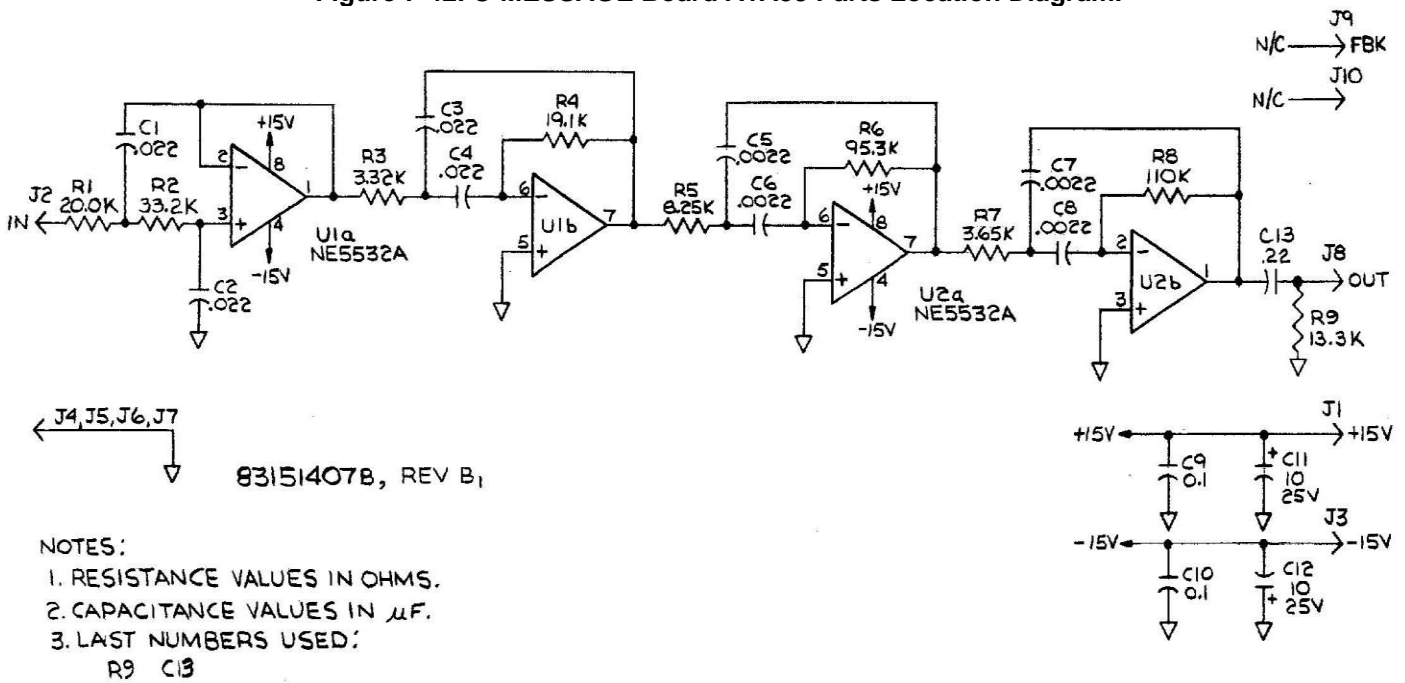 C-MESSAGE Board Parts Location Diagram.
J9
N/C FBK
J10
N/C
C1
.022
+15V
2
-
8
1
3
+
4
-15V
J2
IN
R1
20.0K
R2
33.2K
C2
.022
U1a
NE5532A
R3
3.32K
C3
.022
C4
.022
R4
19.1K
6
-
5
+
7
U1b
R5
8.25K
C5
.0022
C6
.0022
R6
95.3K
+15V
6
-
8
7
5
+
4
-15V
U2a
NE5532A
R7
3.65K
C7
.0022
C8
.0022
R8
110K
2
-
3
+
1
U2b
C13
.22
J8
OUT
R9
13.3K
J4,J5,J6,J7
83151407B, REV B1
J1
+15V +15V
C9
0.1
+ C11
10
25V
J3
-15V -15V
C10
0.1
C12
10
+ 25V
NOTES:
1. RESISTANCE VALUES IN OHMS.
2. CAPACITANCE VALUES IN µF.
3. LAST NUMBERS USED:
R9 C13